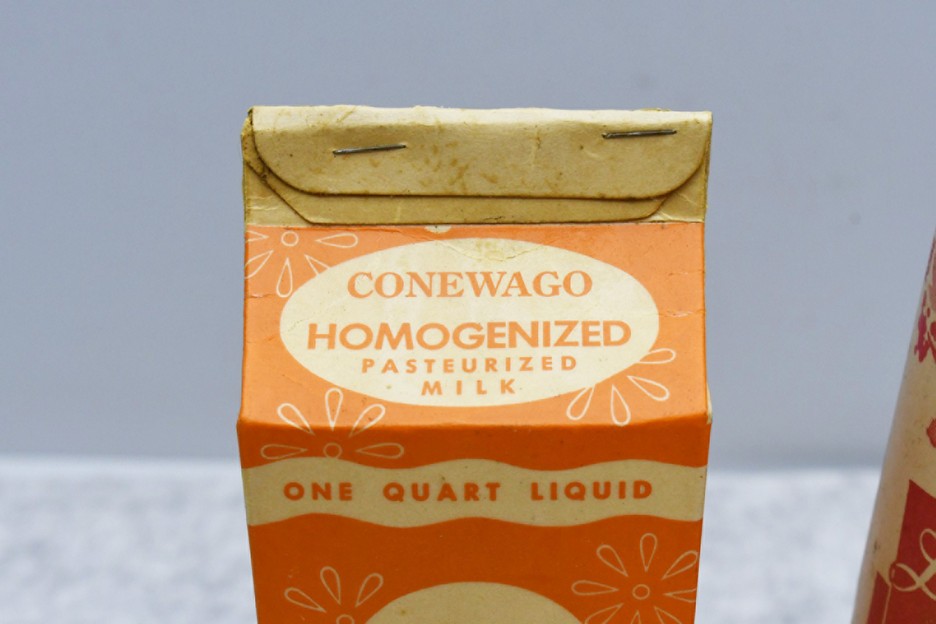 CONEWAGO
HOMOGENIZED
PASTEURIZED
MILK
ONE QUART LIQUID